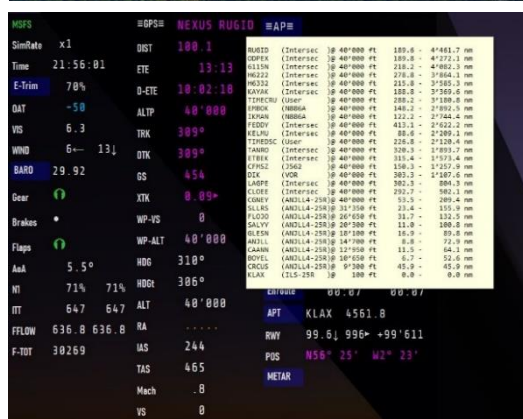 MSFS ≡GPS≡ NEXUS RUGID ≡AP≡
SimRate x1 DIST 100.1
Time 21:56:01 ETE 13:13
E-Trim 70% D-ETE 10:02:18
OAT -50 ALTP 40'000
VIS 6.3 TRK 309°
WIND 6← 13↓ DTK 309°
BARO 29.92 GS 454
Gear XTK 0.09►
Brakes WP-VS 0
Flaps WP-ALT 40'000
AoA 5.5° HDG 310°
N1 71% 71% HDGt 306°
ITT 647 647 ALT 40'000
FFLOW 636.8 636.8 RA .....
F-TOT 30269 IAS 244
TAS 465
Mach .8
VS 0
RUGID (Intersec )@ 40°000 ft 189.6 - 4°461.7 nm
ODPEX (Intersec )@ 40°000 ft 189.8 - 4°272.1 nm
6115N (Intersec )@ 40°000 ft 218.2 - 4°082.3 nm
H6222 (Intersec )@ 40°000 ft 278.8 - 3°864.1 nm
H6332 (Intersec )@ 40°000 ft 215.8 - 3°585.3 nm
KAYAK (Intersec )@ 40°000 ft 188.8 - 3°369.6 nm
TIMECRU (User )@ 40°000 ft 288.2 - 3°180.8 nm
EMBOK (NB86A )@ 40°000 ft 148.2 - 2°892.5 nm
IKMAN (NB86A )@ 40°000 ft 122.2 - 2°744.4 nm
FEDDY (Intersec )@ 40°000 ft 413.1 - 2°622.2 nm
KELMU (Intersec )@ 40°000 ft 88.6 - 2°209.1 nm
TIMEDSC (User )@ 40°000 ft 226.8 - 2°120.4 nm
TANRO (Intersec )@ 40°000 ft 320.3 - 1°893.7 nm
ETBEK (Intersec )@ 40°000 ft 315.4 - 1°573.4 nm
CFHSZ (J562 )@ 40°000 ft 150.3 - 1°257.9 nm
DIK (VOR )@ 40°000 ft 303.3 - 1°107.6 nm
LAGPE (Intersec )@ 40°000 ft 302.3 - 804.3 nm
CLOEE (Intersec )@ 40°000 ft 292.7 - 502.1 nm
CGNEY (ANJLL4-25R)@ 40°000 ft 53.5 - 209.4 nm
SLLRS (ANJLL4-25R)@ 31°350 ft 23.4 - 155.9 nm
FLOJO (ANJLL4-25R)@ 26°650 ft 31.7 - 132.5 nm
SALYY (ANJLL4-25R)@ 20°300 ft 11.0 - 100.8 nm
GLESN (ANJLL4-25R)@ 18°100 ft 16.9 - 89.8 nm
ANJLL (ANJLL4-25R)@ 14°700 ft 8.8 - 72.9 nm
CAANN (ANJLL4-25R)@ 12°950 ft 11.5 - 64.1 nm
BOYEL (ANJLL4-25R)@ 10°650 ft 6.7 - 52.6 nm
CRCUS (ANJLL4-25R)@ 9°300 ft 45.9 - 45.9 nm
KLAX (ILS-25R )@ 100 ft 0.0 - 0.0 nm
Enroute 00:07 00:07
APT KLAX 4561.8
RWY 99.6↓ 996► +99'611
POS N56° 25' W2° 23'
METAR